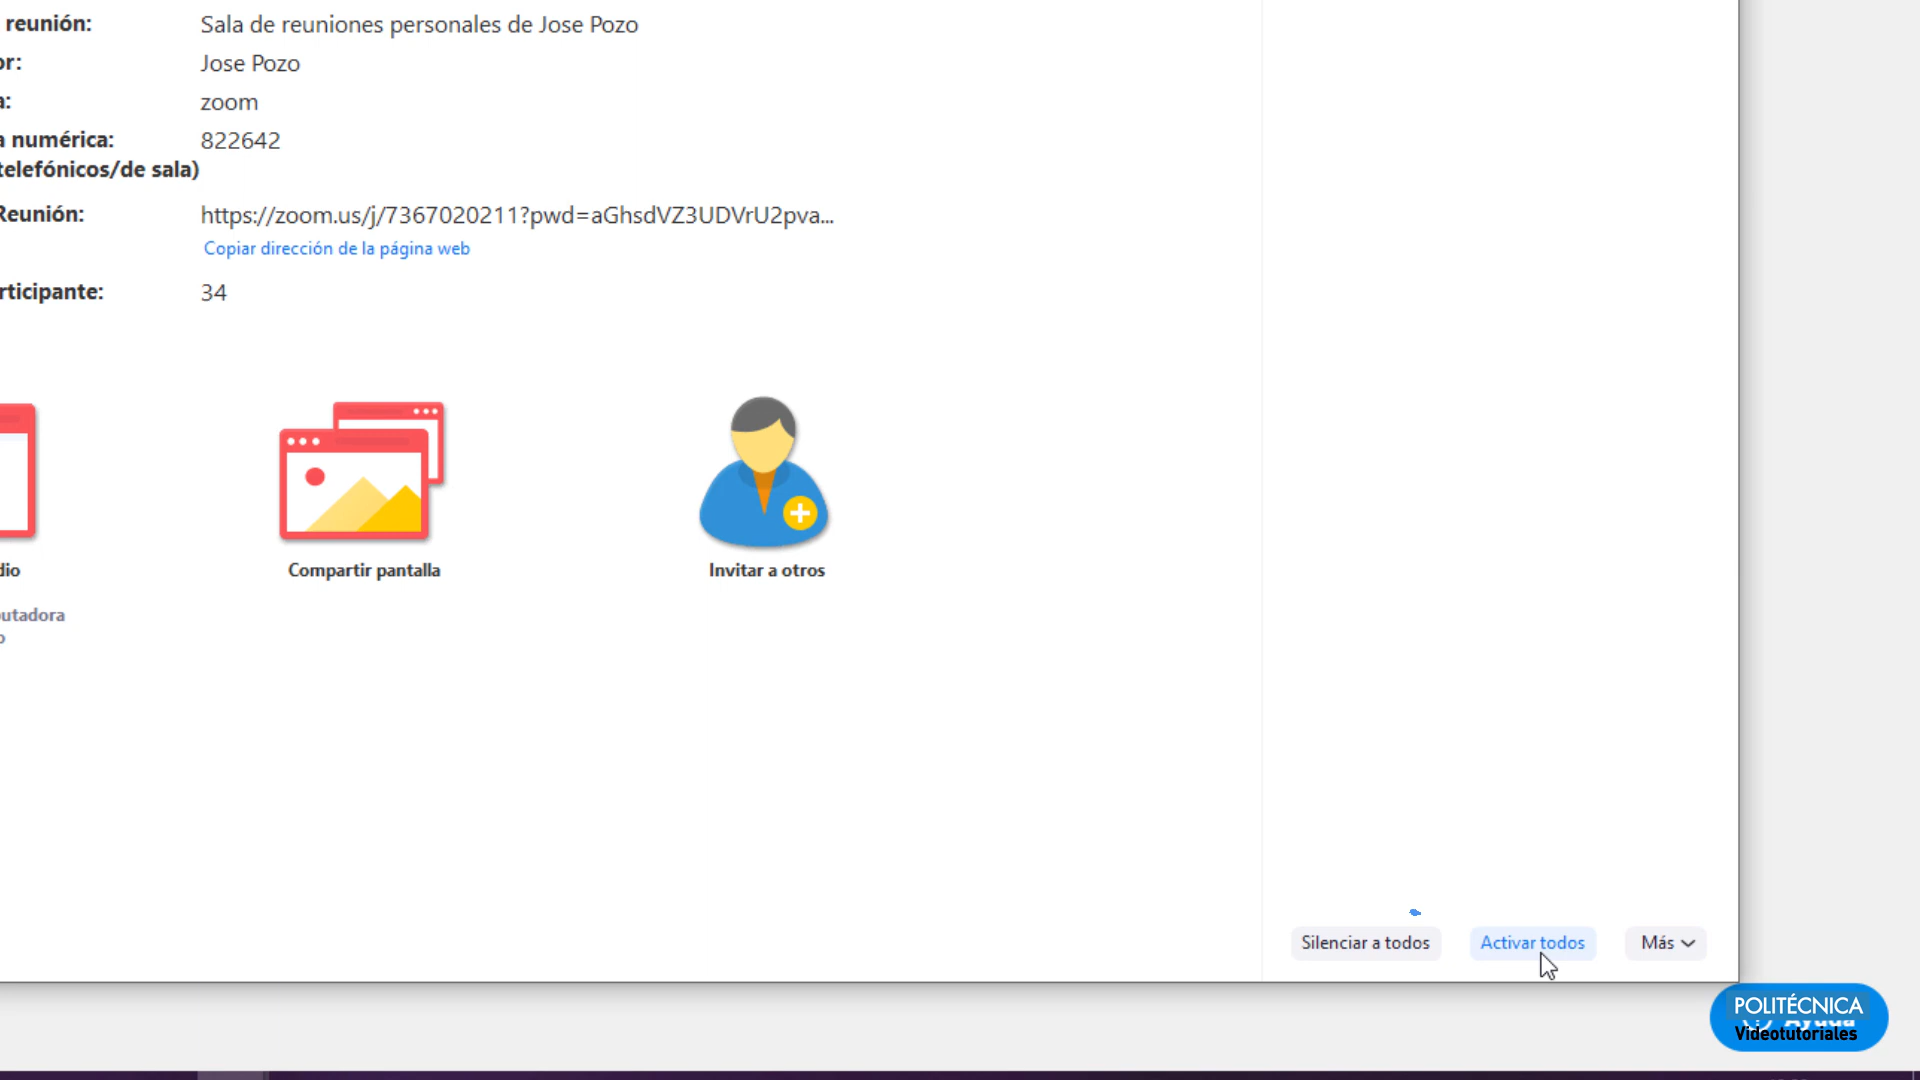 reunión: Sala de reuniones personales de Jose Pozo
or: Jose Pozo
a: zoom
a numérica: 822642
telefónicos/de sala)
Reunión: https://zoom.us/j/7367020211?pwd=aGhsdVZ3UDVrU2pva...
Copiar dirección de la página web
rticipante: 34
dio Compartir pantalla Invitar a otros
putadora
o
Silenciar a todos Activar todos Más
POLITÉCNICA
Ayuda
Videotutoriales